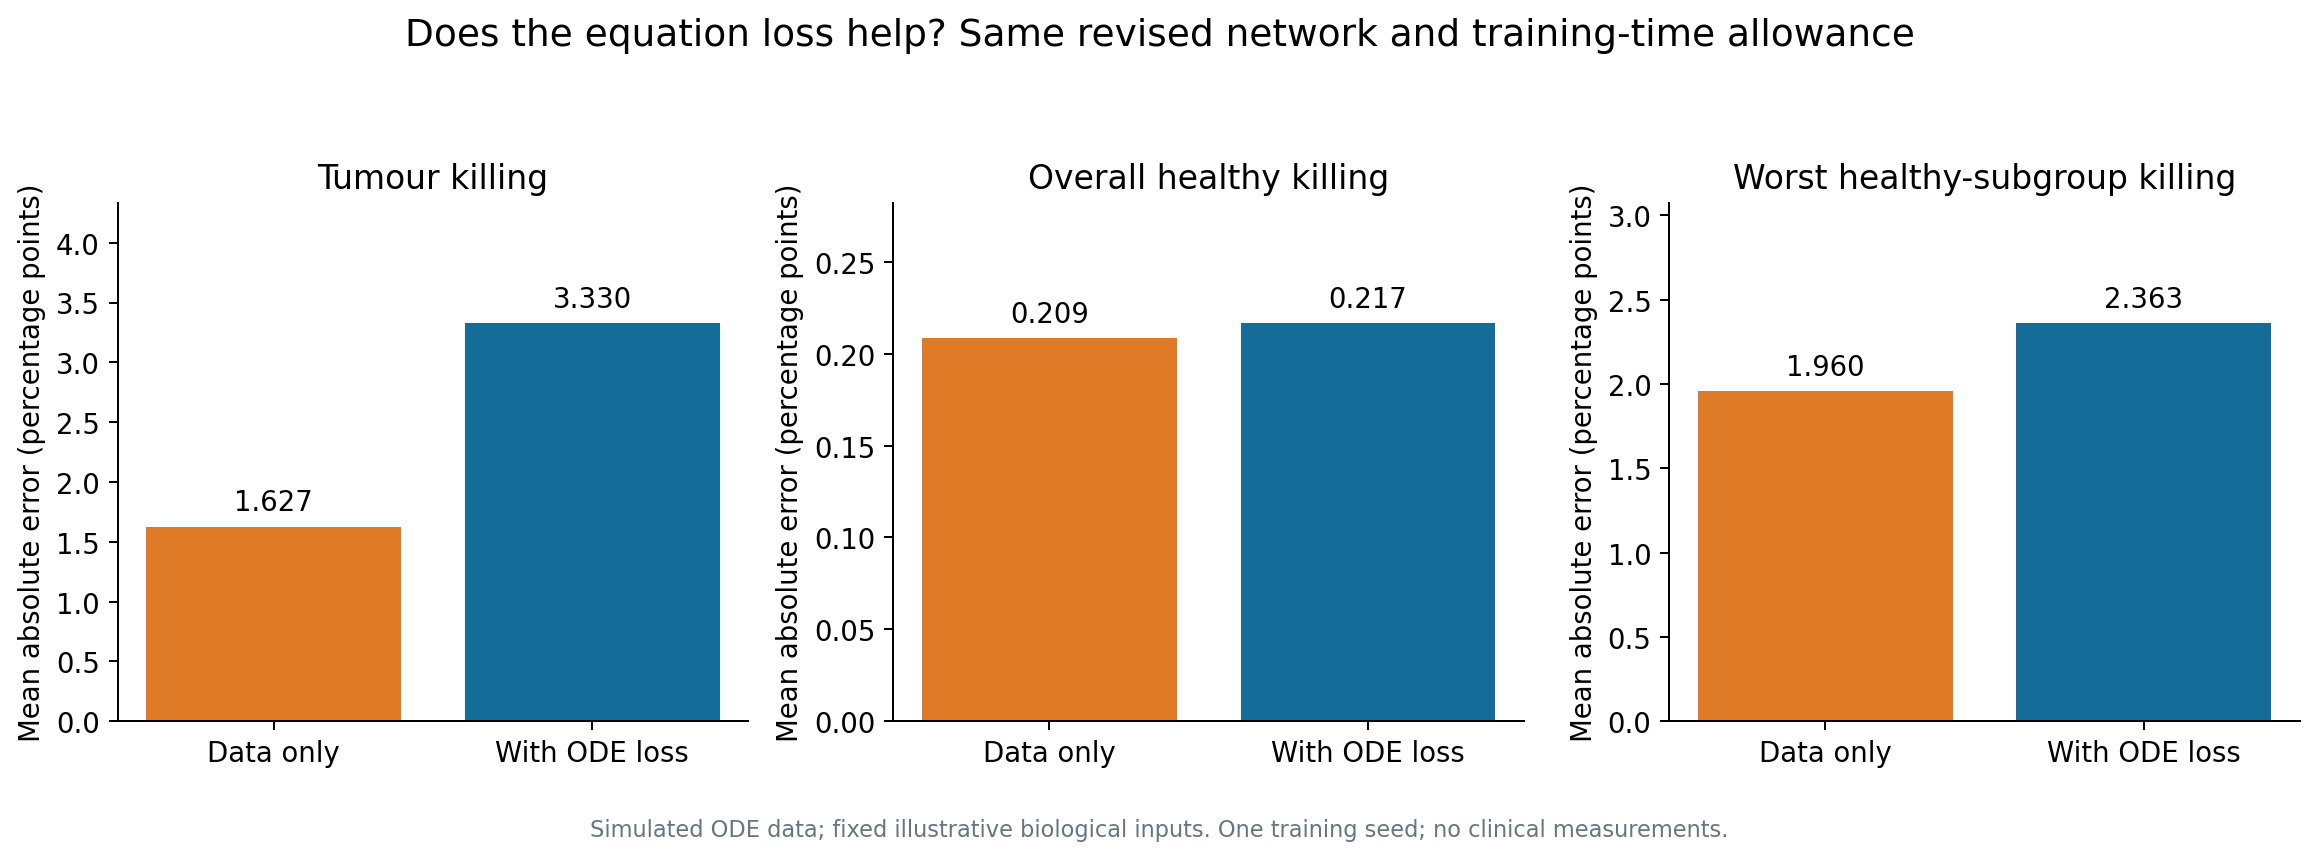 Does the equation loss help? Same revised network and training-time allowance
Tumour killing
Mean absolute error (percentage points)
4.0
3.5
3.0
2.5
2.0
1.5
1.0
0.5
0.0
1.627
3.330
Data only
With ODE loss
Overall healthy killing
Mean absolute error (percentage points)
0.25
0.20
0.15
0.10
0.05
0.00
0.209
0.217
Data only
With ODE loss
Worst healthy-subgroup killing
Mean absolute error (percentage points)
3.0
2.5
2.0
1.5
1.0
0.5
0.0
1.960
2.363
Data only
With ODE loss
Simulated ODE data; fixed illustrative biological inputs. One training seed; no clinical measurements.